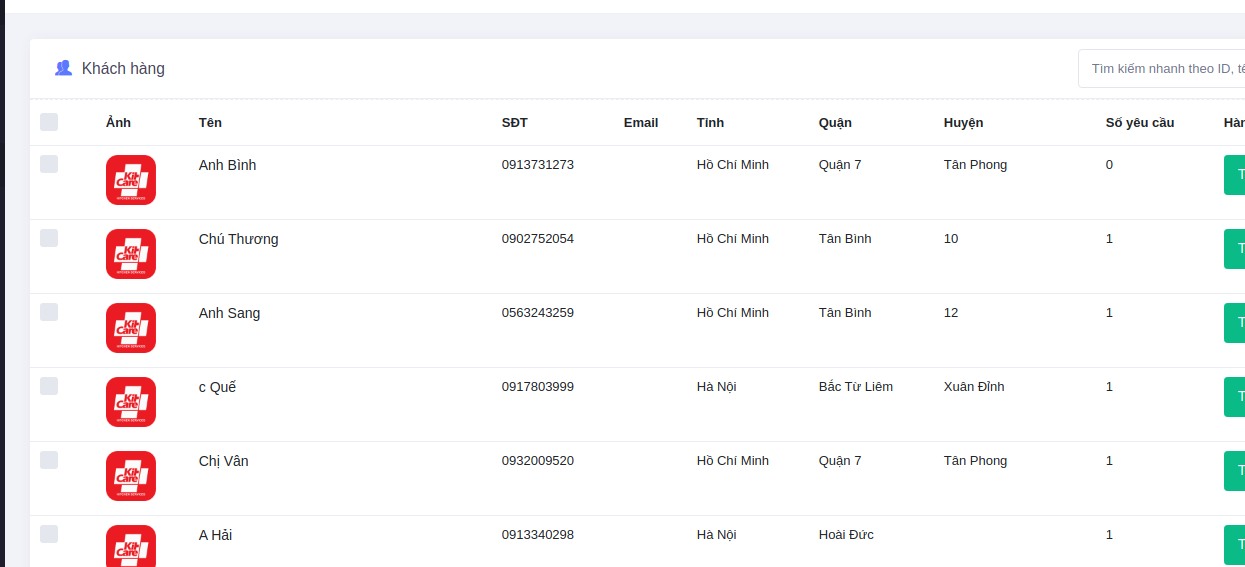 Khách hàng
Tìm kiếm nhanh theo ID, tê
Ảnh Tên SĐT Email Tỉnh Quận Huyện Số yêu cầu Hàn
Kit Care Anh Bình 0913731273 Hồ Chí Minh Quận 7 Tân Phong 0 T
Kit Care Chú Thương 0902752054 Hồ Chí Minh Tân Bình 10 1 T
Kit Care Anh Sang 0563243259 Hồ Chí Minh Tân Bình 12 1 T
Kit Care c Quế 0917803999 Hà Nội Bắc Từ Liêm Xuân Đỉnh 1 T
Kit Care Chị Vân 0932009520 Hồ Chí Minh Quận 7 Tân Phong 1 T
Kit Care A Hải 0913340298 Hà Nội Hoài Đức 1 T